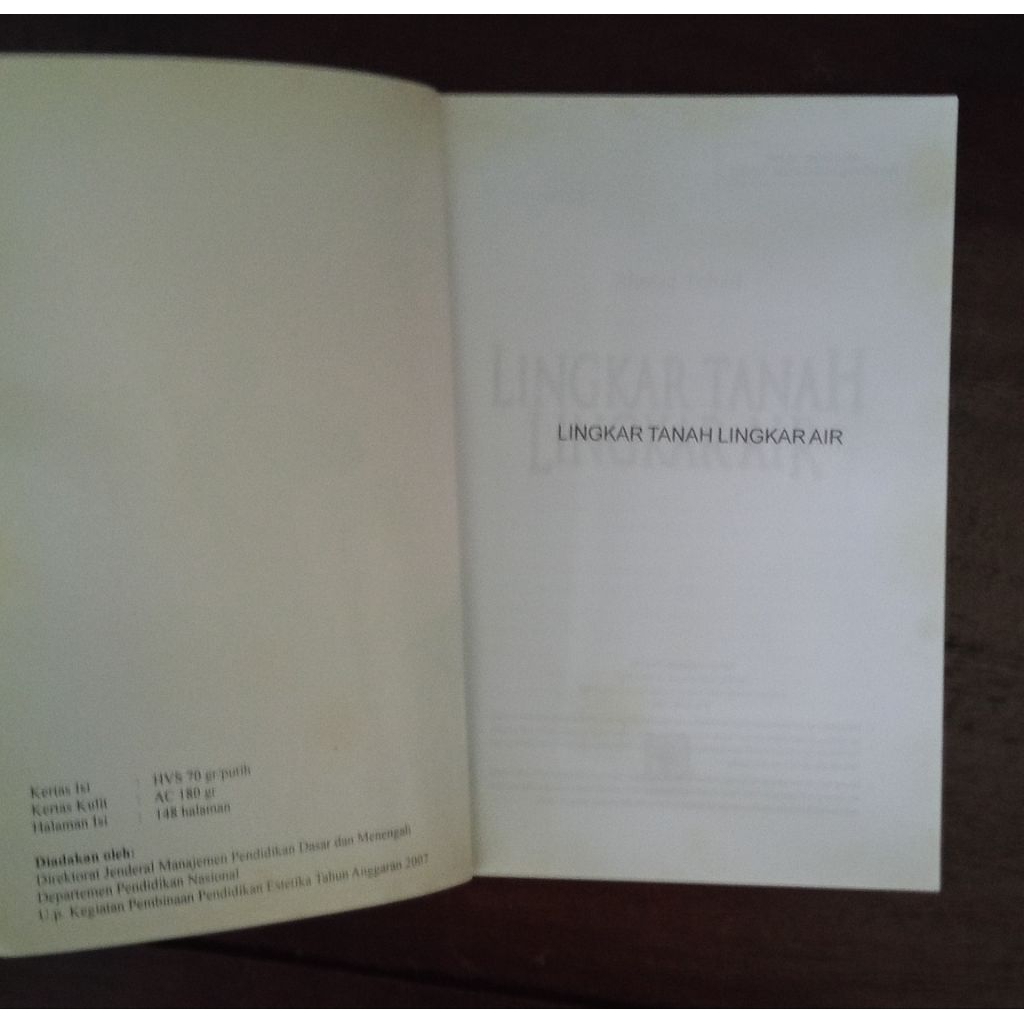 Kertas Isi : HVS 70 gr/putih
Kertas Kulit : AC 180 gr
Halaman Isi : 148 halaman
Diadakan oleh:
Direktorat Jenderal Manajemen Pendidikan Dasar dan Menengah
Departemen Pendidikan Nasional
U.p. Kegiatan Pembinaan Pendidikan Estetika Tahun Anggaran 2007
LINGKAR TANAH
LINGKAR AIR
LINGKAR TANAH LINGKAR AIR